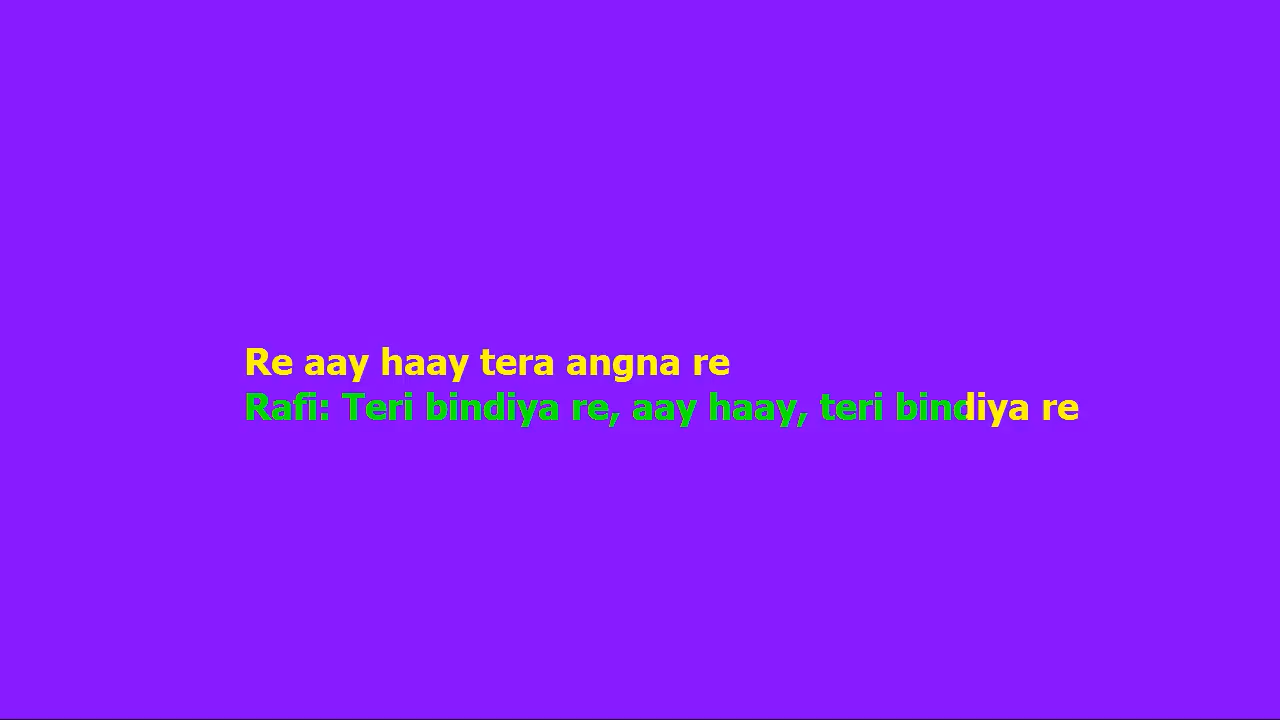 Re aay haay tera angna re
Rafi: Teri bindiya re, aay haay, teri bindiya re